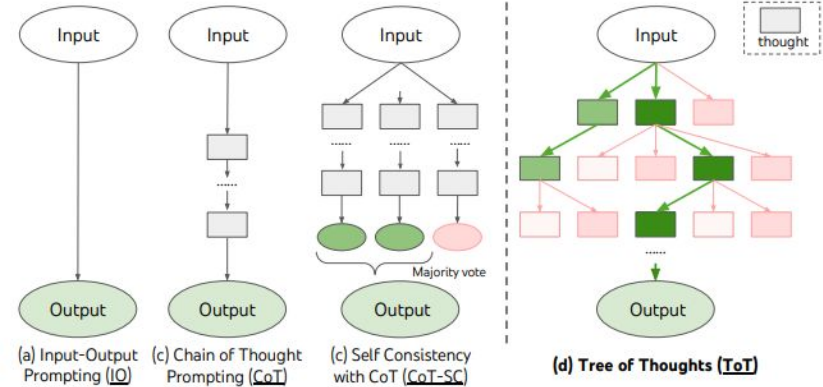 Input
Output
(a) Input-Output
Prompting (IO)
Input
......
Output
(c) Chain of Thought
Prompting (CoT)
Input
......
......
......
Majority vote
Output
(c) Self Consistency
with CoT (CoT-SC)
Input
......
Output
(d) Tree of Thoughts (ToT)
thought